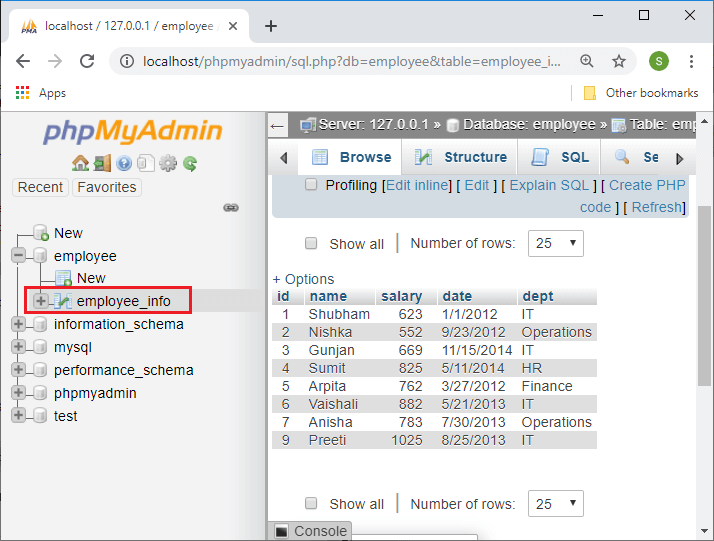 localhost / 127.0.0.1 / employee
PMA
localhost/phpmyadmin/sql.php?db=employee&table=employee_i...
S
Apps
Other bookmarks
phpMyAdmin
Recent
Favorites
New
employee
New
employee_info
information_schema
mysql
performance_schema
phpmyadmin
test
Server: 127.0.0.1 » Database: employee » Table: emp
Browse Structure SQL Se
Profiling [Edit inline] [ Edit ] [ Explain SQL ] [ Create PHP
code ] [ Refresh]
Show all Number of rows: 25
+ Options
id name salary date dept
1 Shubham 623 1/1/2012 IT
2 Nishka 552 9/23/2012 Operations
3 Gunjan 669 11/15/2014 IT
4 Sumit 825 5/11/2014 HR
5 Arpita 762 3/27/2012 Finance
6 Vaishali 882 5/21/2013 IT
7 Anisha 783 7/30/2013 Operations
9 Preeti 1025 8/25/2013 IT
Show all Number of rows: 25
Console